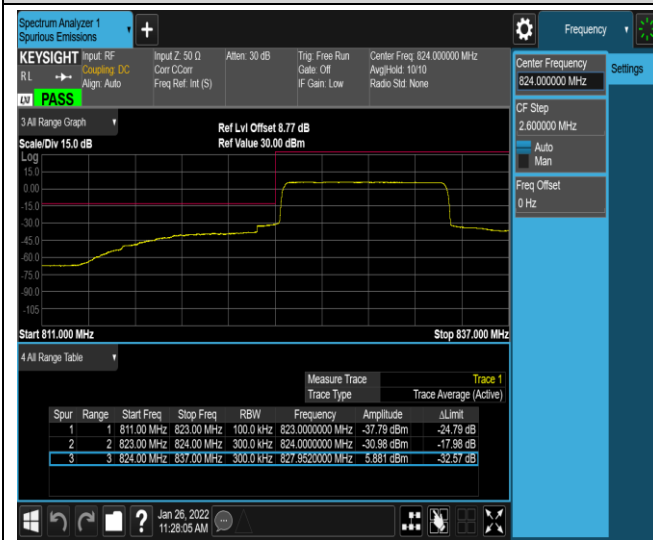 Spectrum Analyzer 1
Spurious Emissions
+
Frequency
KEYSIGHT Input: RF Input Z: 50 Ω Atten: 30 dB Trig: Free Run Center Freq: 824.000000 MHz
RL Coupling: DC Corr CCorr Gate: Off Avg|Hold: 10/10
Align: Auto Freq Ref: Int (S) IF Gain: Low Radio Std: None
LXI PASS
3 All Range Graph
Ref Lvl Offset 8.77 dB
Scale/Div 15.0 dB Ref Value 30.00 dBm
Log
15.0
0.00
-15.0
-30.0
-45.0
-60.0
-75.0
-90.0
-105
Start 811.000 MHz Stop 837.000 MHz
4 All Range Table
Measure Trace Trace 1
Trace Type Trace Average (Active)
Spur Range Start Freq Stop Freq RBW Frequency Amplitude ΔLimit
1 1 811.00 MHz 823.00 MHz 100.0 kHz 823.0000000 MHz -37.79 dBm -24.79 dB
2 2 823.00 MHz 824.00 MHz 300.0 kHz 824.0000000 MHz -30.98 dBm -17.98 dB
3 3 824.00 MHz 837.00 MHz 300.0 kHz 827.9520000 MHz 5.881 dBm -32.57 dB
Center Frequency
824.000000 MHz
Settings
CF Step
2.600000 MHz
Auto
Man
Freq Offset
0 Hz
?
Jan 26, 2022
11:28:05 AM